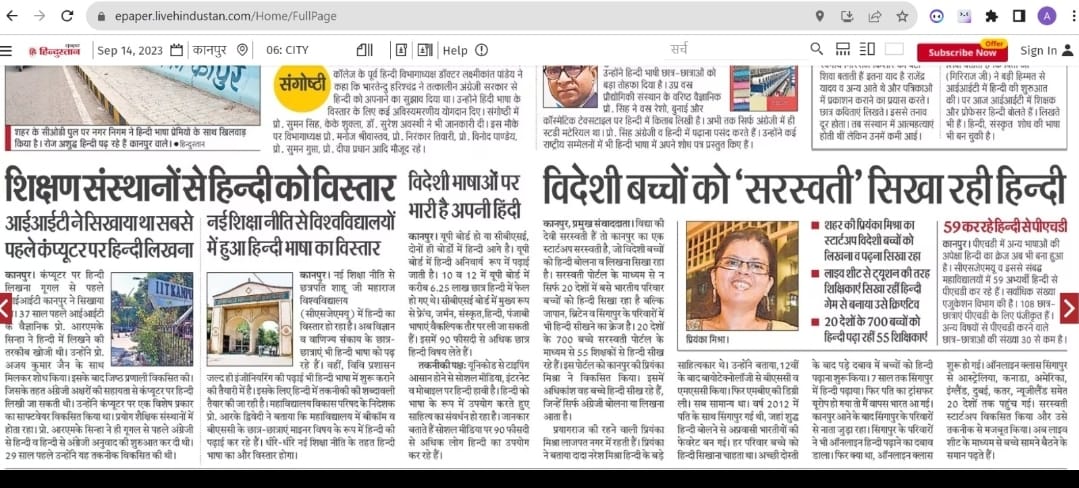 epaper.livehindustan.com/Home/FullPage
हिन्दुस्तान
Sep 14, 2023
कानपुर
06: CITY
Help
सर्च
Subscribe Now
Offer
Sign In
शहर के सीओडी पुल पर नगर निगम ने हिन्दी भाषा प्रेमियों के साथ खिलवाड़
किया है। रोज अशुद्ध हिन्दी पढ़ रहे हैं कानपुर वाले। • हिन्दुस्तान
संगोष्ठी
कॉलेज के पूर्व हिन्दी विभागाध्यक्ष डॉक्टर लक्ष्मीकांत पांडेय ने
कहा कि भारतेन्दु हरिश्चंद्र ने तत्कालीन अंग्रेजी सरकार से
हिन्दी को अपनाने का सुझाव दिया था। उन्होंने हिंदी भाषा के
विस्तार के लिए कई अविस्मरणीय योगदान दिए। संगोष्ठी में
प्रो. सुमन सिंह, केके शुक्ला, डॉ. सुरेश अवस्थी ने भी जानकारी दी। इस मौके
पर विभागाध्यक्ष प्रो. मनोज श्रीवास्तव, प्रो. निरंकार तिवारी, प्रो. विनोद पाण्डेय,
प्रो. सुमन गुप्ता, प्रो. दीपा प्रधान आदि मौजूद रहे।
उन्होंने हिन्दी भाषी छात्र-छात्राओं को
बड़ा तोहफा दिया है। उप्र वस्त्र
प्रौद्योगिकी संस्थान के वरिष्ठ वैज्ञानिक
प्रो. सिंह ने वस्त्र रेशे, बुनाई और
कॉस्मेटिक टेक्सटाइल पर हिन्दी में किताब लिखी है। अभी तक सिर्फ अंग्रेजी में ही
स्टडी मटेरियल था। प्रो. सिंह अंग्रेजी व हिन्दी में पढ़ाना पसंद करते हैं। उन्होंने कई
राष्ट्रीय सम्मेलनों में भी हिन्दी भाषा में अपने शोध पत्र प्रस्तुत किए हैं।
शिवा बताती हैं इतना याद है राजेंद्र
यादव व अन्य आते थे और पत्रिकाओं
में प्रकाशन कराने का प्रयास करते।
छात्र कविताएं लिखते। इससे तनाव
दूर होता। तब संस्थान में आत्महत्याएं
होती थीं लेकिन उनमें कमी आई।
(गिरिराज जी) ने बड़ी हिम्मत से
आईआईटी में हिन्दी की शुरुआत
की। पर आज आईआईटी में शिक्षक
और प्रोफेसर हिन्दी बोलते हैं। लिखते
भी हैं। हिन्दी, संस्कृत शोध की भाषा
भी बन चुकी है।
शिक्षण संस्थानों से हिन्दी को विस्तार
आईआईटी ने सिखाया था सबसे
पहले कंप्यूटर पर हिन्दी लिखना
कानपुर। कंप्यूटर पर हिन्दी
लिखना गूगल से पहले
आईआईटी कानपुर ने सिखाया
37 साल पहले आईआईटी
के वैज्ञानिक प्रो. आरएमके
सिन्हा ने हिन्दी में लिखने की
तरकीब खोजी थी। उन्होंने प्रो.
अजय कुमार जैन के साथ
मिलकर शोध किया। इसके बाद जिष्ठ प्रणाली विकसित की।
जिसके तहत अंग्रेजी अक्षरों की सहायता से कंप्यूटर पर हिन्दी
लिखी जा सकती थी। उन्होंने कंप्यूटर पर एक विशेष प्रकार
का साफ्टवेयर विकसित किया था। प्रयोग शैक्षिक संस्थानों में
होता रहा। प्रो. आरएमके सिन्हा ने ही गूगल से पहले अंग्रेजी
से हिन्दी व हिन्दी से अंग्रेजी अनुवाद की शुरुआत कर दी थी।
29 साल पहले उन्होंने यह तकनीक विकसित की थी।
IIT KANPUR
नई शिक्षा नीति से विश्वविद्यालयों
में हुआ हिन्दी भाषा का विस्तार
कानपुर। नई शिक्षा नीति से
छत्रपति शाहू जी महाराज
विश्वविद्यालय
(सीएसजेएमयू) में हिन्दी का
विस्तार हो रहा है। अब विज्ञान
व वाणिज्य संकाय के छात्र-
छात्राएं भी हिन्दी भाषा को पढ़
रहे हैं। वहीं, विवि प्रशासन
जल्द ही इंजीनियरिंग की पढ़ाई भी हिन्दी भाषा में शुरू कराने
की तैयारी में है। इसके लिए हिन्दी में तकनीकी की शब्दावली
तैयार की जा रही है। महाविद्यालय विकास परिषद के निदेशक
प्रो. आरके द्विवेदी ने बताया कि महाविद्यालय में बीकॉम व
बीएससी के छात्र-छात्राएं माइनर विषय के रूप में हिन्दी की
पढ़ाई कर रहे हैं। धीरे-धीरे नई शिक्षा नीति के तहत हिन्दी
भाषा का और विस्तार होगा।
विदेशी भाषाओं पर
भारी है अपनी हिंदी
कानपुर। यूपी बोर्ड हो या सीबीएसई,
दोनों ही बोर्डों में हिन्दी आगे है। यूपी
बोर्ड में हिन्दी अनिवार्य रूप में पढ़ाई
जाती है। 10 व 12 में यूपी बोर्ड में
करीब 6.25 लाख छात्र हिन्दी में फेल
हो गए थे। सीबीएसई बोर्ड में मुख्य रूप
से फ्रेंच, जर्मन, संस्कृत, हिन्दी, पंजाबी
भाषाएं वैकल्पिक तौर पर ली जा सकती
हैं। इसमें 90 फीसदी से अधिक छात्र
हिन्दी विषय लेते हैं।
तकनीकी पक्ष: यूनिकोड से टाइपिंग
आसान होने से सोशल मीडिया, इंटरनेट
व मोबाइल पर हिन्दी हावी है। हिन्दी को
भाषा के रूप में उपयोग करते हुए
साहित्य का संवर्धन हो रहा है। जानकार
बताते हैं सोशल मीडिया पर 90 फीसदी
से अधिक लोग हिन्दी का उपयोग
कर रहे हैं।
विदेशी बच्चों को ‘सरस्वती’ सिखा रही हिन्दी
कानपुर, प्रमुख संवाददाता। विद्या की
देवी सरस्वती हैं तो कानपुर का एक
स्टार्टअप सरस्वती है, जो विदेशी बच्चों
को हिन्दी बोलना व लिखना सिखा रहा
है। सरस्वती पोर्टल के माध्यम से न
सिर्फ 20 देशों में बसे भारतीय परिवार
बच्चों को हिन्दी सिखा रहा है बल्कि
जापान, ब्रिटेन व सिंगापुर के परिवारों में
भी हिन्दी सीखने का क्रेज है। 20 देशों
के 700 बच्चे सरस्वती पोर्टल के
माध्यम से 55 शिक्षकों से हिन्दी सीख
रहे हैं। इस पोर्टल को कानपुर की प्रियंका
मिश्रा ने विकसित किया। इसमें
अधिकांश वह बच्चे हिन्दी सीख रहे हैं,
जिन्हें सिर्फ अंग्रेजी बोलना या लिखना
आता है।
प्रयागराज की रहने वाली प्रियंका
मिश्रा लाजपत नगर में रहती हैं। प्रियंका
ने बताया दादा नरेश मिश्रा हिन्दी के बड़े
प्रियंका मिश्रा।
साहित्यकार थे। उन्होंने बताया, 12वीं
के बाद बायोटेक्नोलॉजी से बीएससी व
एमएससी किया। फिर एमबीए की डिग्री
ली। सब सामान्य था। वर्ष 2012 में
पति के साथ सिंगापुर गई थी, जहां शुद्ध
हिन्दी बोलने से अप्रवासी भारतीयों की
फेवरेट बन गई। हर परिवार बच्चे को
हिन्दी सिखाना चाहता था। अच्छी दोस्ती
■ शहर की प्रियंका मिश्रा का
स्टार्टअप विदेशी बच्चों को
लिखना व पढ़ना सिखा रहा
■ लाइव शीट से ट्यूशन की तरह
शिक्षिकाएं सिखा रहीं हिन्दी
गेम से बनाया उसे क्रिएटिव
■ 20 देशों के 700 बच्चों को
हिन्दी पढ़ा रहीं 55 शिक्षिकाएं
के बाद पड़े दबाव में बच्चों को हिन्दी
पढ़ाना शुरू किया। 7 साल तक सिंगापुर
में हिन्दी पढ़ाया। फिर पति का ट्रांसफर
यूरोप हो गया तो मैं वापस भारत आ गई।
कानपुर आने के बाद सिंगापुर के परिवारों
से नाता जुड़ा रहा। सिंगापुर के परिवारों
ने भी ऑनलाइन हिन्दी पढ़ाने का दबाव
डाला। फिर क्या था, ऑनलाइन क्लास
59 कर रहे हिन्दी से पीएचडी
कानपुर। पीएचडी में अन्य भाषाओं की
अपेक्षा हिन्दी का क्रेज अब भी बना हुआ
है। सीएसजेएमयू व इससे संबद्ध
महाविद्यालयों में 59 अभ्यर्थी हिन्दी से
पीएचडी कर रहे हैं। सर्वाधिक संख्या
एजुकेशन विभाग की है। 108 छात्र-
छात्राएं पीएचडी के लिए पंजीकृत हैं।
अन्य विषयों से पीएचडी करने वाले
छात्र-छात्राओं की संख्या 30 से कम है।
शुरू हो गई। ऑनलाइन क्लास सिंगापुर
से आस्ट्रेलिया, कनाडा, अमेरिका,
इंग्लैंड, दुबई, कतर, न्यूजीलैंड समेत
20 देशों तक पहुंच गई। सरस्वती
स्टार्टअप विकसित किया और उसे
तकनीक से मजबूत किया। अब लाइव
शीट के माध्यम से बच्चे सामने बैठने के
समान पढ़ते हैं।